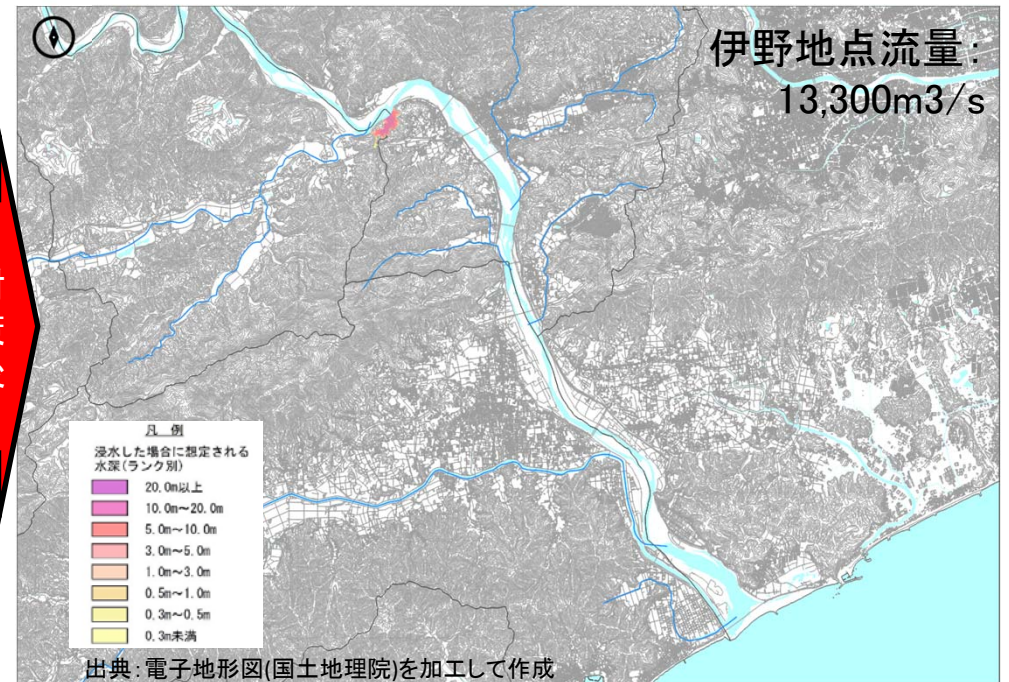 伊野地点流量:
13,300m3/s
凡 例
浸水した場合に想定される
水深(ランク別)
20.0m以上
10.0m~20.0m
5.0m~10.0m
3.0m~5.0m
1.0m~3.0m
0.5m~1.0m
0.3m~0.5m
0.3m未満
出典:電子地形図(国土地理院)を加工して作成